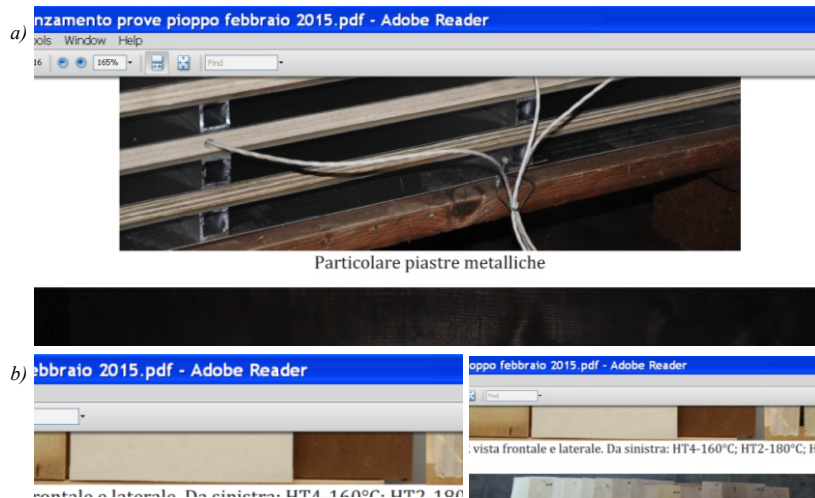 a)
nzamento prove pioppo febbraio 2015.pdf - Adobe Reader
ools Window Help
16 165% Find
Particolare piastre metalliche
b)
ebbraio 2015.pdf - Adobe Reader
rontale e laterale. Da sinistra: HT4-160°C; HT2-180
oppo febbraio 2015.pdf - Adobe Reader
Find
vista frontale e laterale. Da sinistra: HT4-160°C; HT2-180°C; H